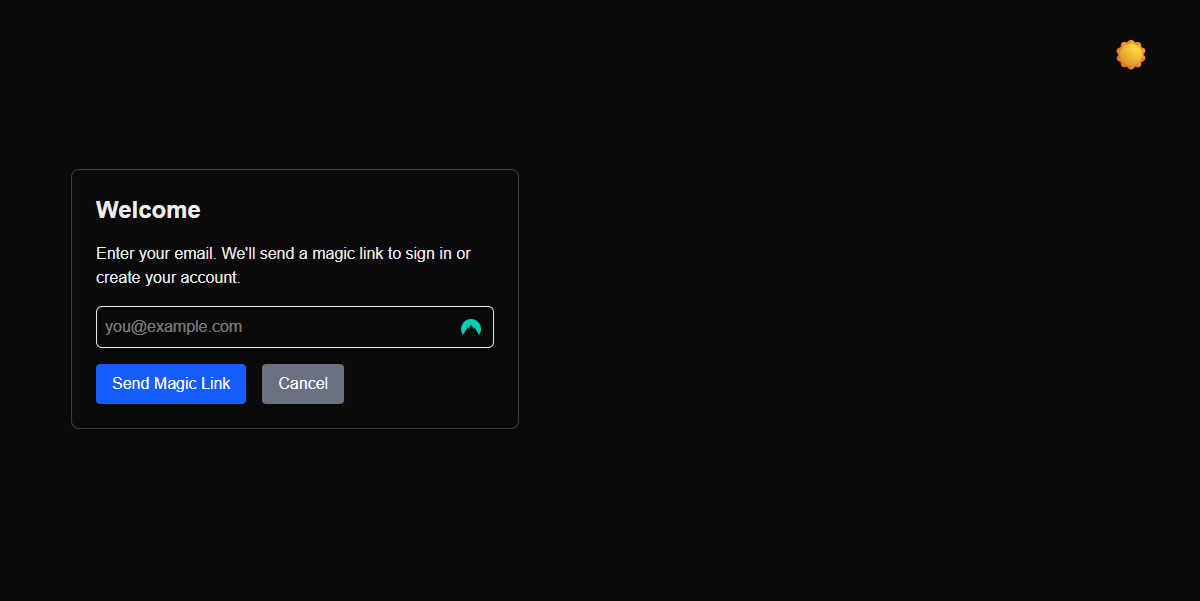 Welcome
Enter your email. We'll send a magic link to sign in or
create your account.
you@example.com
Send Magic Link
Cancel